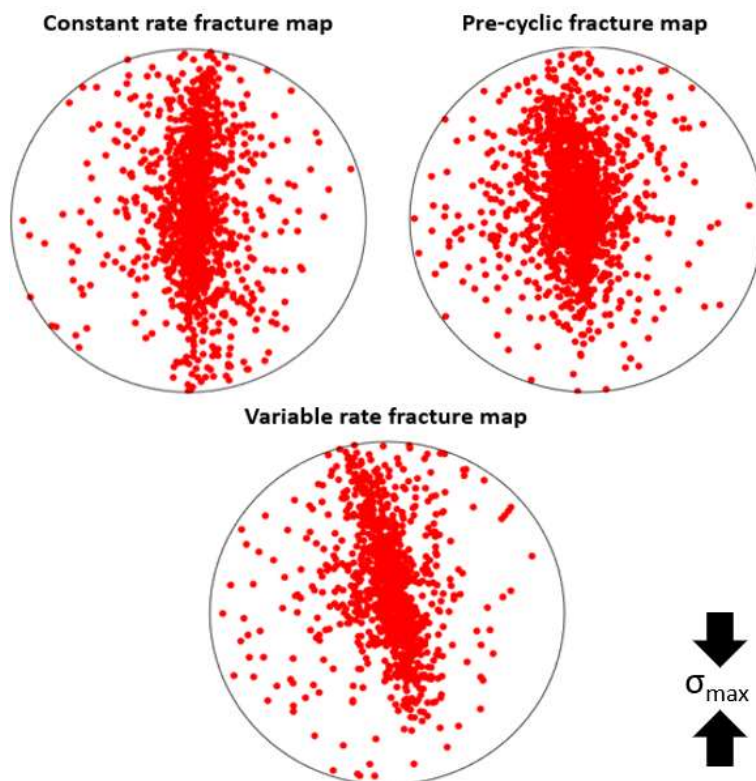 Constant rate fracture map
Pre-cyclic fracture map
Variable rate fracture map
σmax